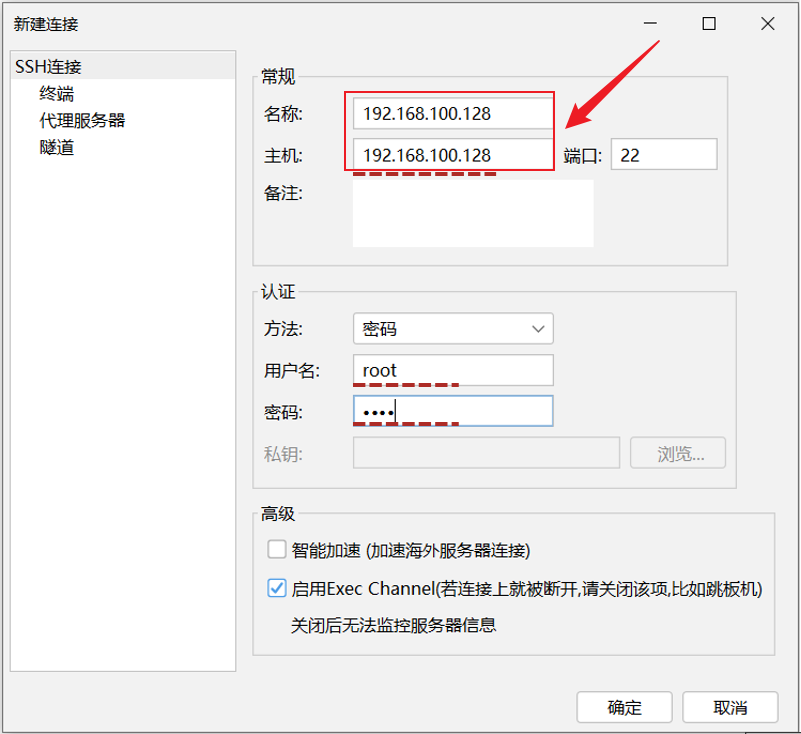 新建连接
SSH连接
终端
代理服务器
隧道
常规
名称: 192.168.100.128
主机: 192.168.100.128 端口: 22
备注:
认证
方法: 密码
用户名: root
密码: ••••
私钥: 浏览...
高级
智能加速 (加速海外服务器连接)
启用Exec Channel(若连接上就被断开,请关闭该项,比如跳板机)
关闭后无法监控服务器信息
确定 取消